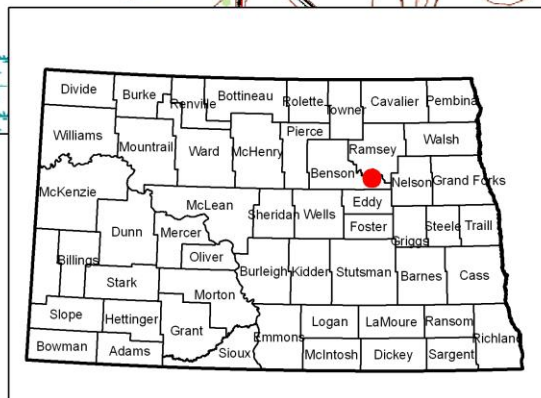 Divide Burke Renville Bottineau Rolette Towner Cavalier Pembina
Williams Mountrail Ward McHenry Pierce Ramsey Walsh
Benson Nelson Grand Forks
McKenzie McLean Sheridan Wells Eddy
Foster Griggs Steele Traill
Dunn Mercer
Oliver
Billings Burleigh Kidder Stutsman Barnes Cass
Stark Morton
Slope Hettinger Grant Emmons Logan LaMoure Ransom Richland
Bowman Adams Sioux McIntosh Dickey Sargent